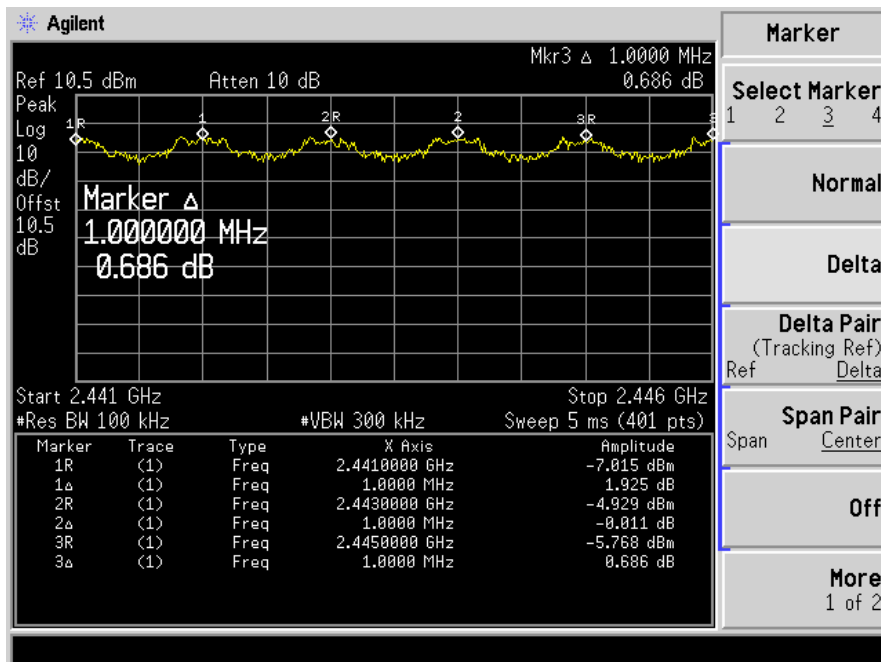 Agilent
Marker
Mkr3 Δ 1.0000 MHz
Ref 10.5 dBm Atten 10 dB 0.686 dB
Peak
Log
10
dB/
Offst
10.5
dB
1R 1 2R 2 3R 3
Marker Δ
1.000000 MHz
0.686 dB
Start 2.441 GHz Stop 2.446 GHz
#Res BW 100 kHz #VBW 300 kHz Sweep 5 ms (401 pts)
Marker Trace Type X Axis Amplitude
1R (1) Freq 2.4410000 GHz -7.015 dBm
1Δ (1) Freq 1.0000 MHz 1.925 dB
2R (1) Freq 2.4430000 GHz -4.929 dBm
2Δ (1) Freq 1.0000 MHz -0.011 dB
3R (1) Freq 2.4450000 GHz -5.768 dBm
3Δ (1) Freq 1.0000 MHz 0.686 dB
Select Marker
1 2 3 4
Normal
Delta
Delta Pair
(Tracking Ref)
Ref Delta
Span Pair
Span Center
Off
More
1 of 2